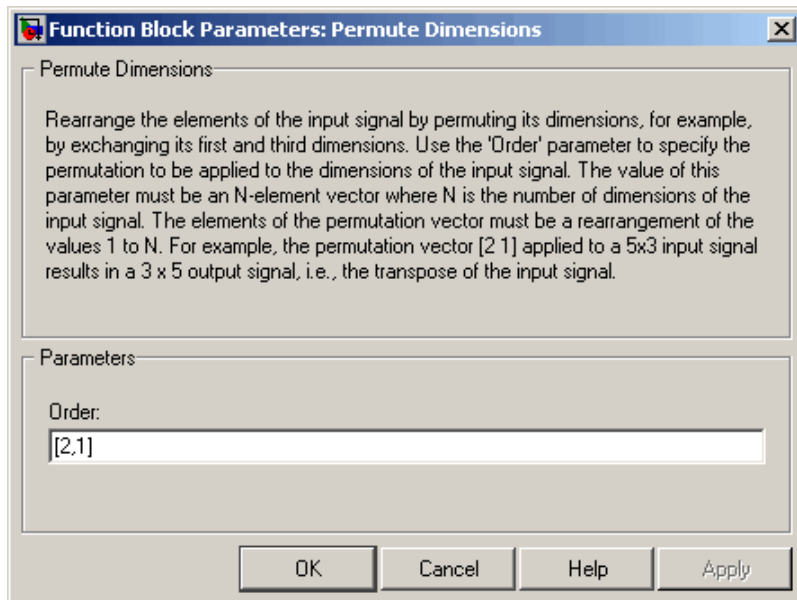 Function Block Parameters: Permute Dimensions
Permute Dimensions
Rearrange the elements of the input signal by permuting its dimensions, for example,
by exchanging its first and third dimensions. Use the 'Order' parameter to specify the
permutation to be applied to the dimensions of the input signal. The value of this
parameter must be an N-element vector where N is the number of dimensions of the
input signal. The elements of the permutation vector must be a rearrangement of the
values 1 to N. For example, the permutation vector [2 1] applied to a 5x3 input signal
results in a 3 x 5 output signal, i.e., the transpose of the input signal.
Parameters
Order:
[2,1]
OK Cancel Help Apply